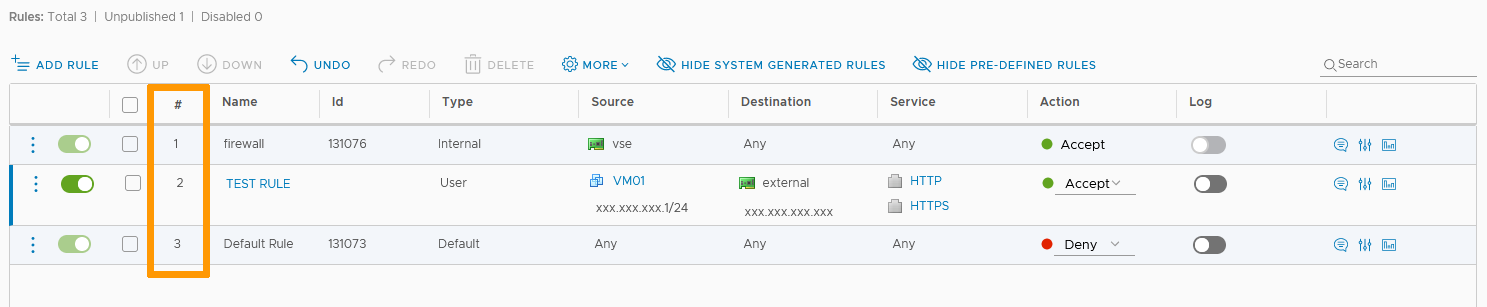 Rules: Total 3 | Unpublished 1 | Disabled 0
ADD RULE UP DOWN UNDO REDO DELETE MORE HIDE SYSTEM GENERATED RULES HIDE PRE-DEFINED RULES Search
# Name Id Type Source Destination Service Action Log
1 firewall 131076 Internal vse Any Any Accept
2 TEST RULE User VM01 external HTTP Accept
xxx.xxx.xxx.1/24 xxx.xxx.xxx.xxx HTTPS
3 Default Rule 131073 Default Any Any Any Deny